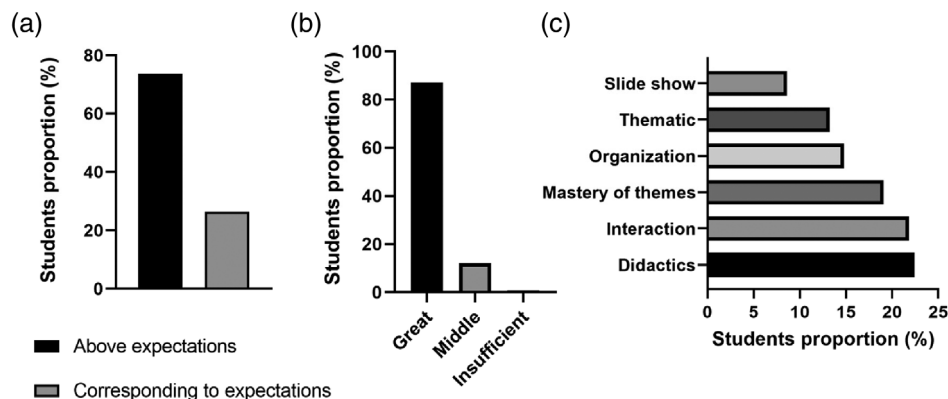 (a)
80
60
40
20
0
Students proportion (%)
Above expectations
Corresponding to expectations
(b)
100
80
60
40
20
0
Students proportion (%)
Great
Middle
Insufficient
(c)
Slide show
Thematic
Organization
Mastery of themes
Interaction
Didactics
0 5 10 15 20 25
Students proportion (%)